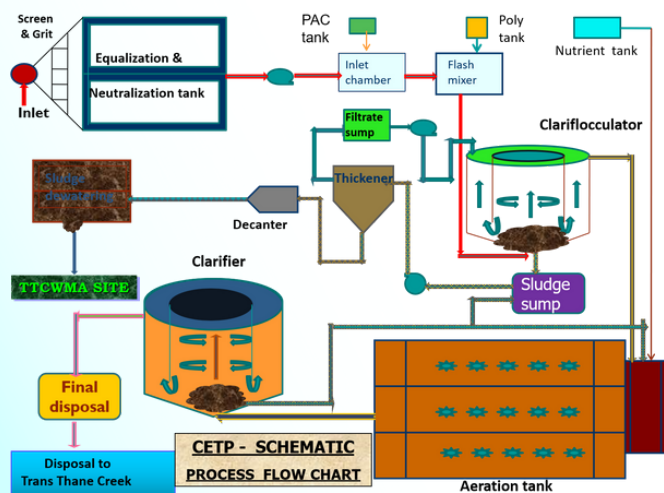 Screen
& Grit
Inlet
Equalization &
Neutralization tank
PAC
tank
Inlet
chamber
Poly
tank
Flash
mixer
Nutrient tank
Filtrate
sump
Clariflocculator
Thickener
Sludge
dewatering
Decanter
TTCWMA SITE
Clarifier
Sludge
sump
Final
disposal
Disposal to
Trans Thane Creek
CETP - SCHEMATIC
PROCESS FLOW CHART
Aeration tank